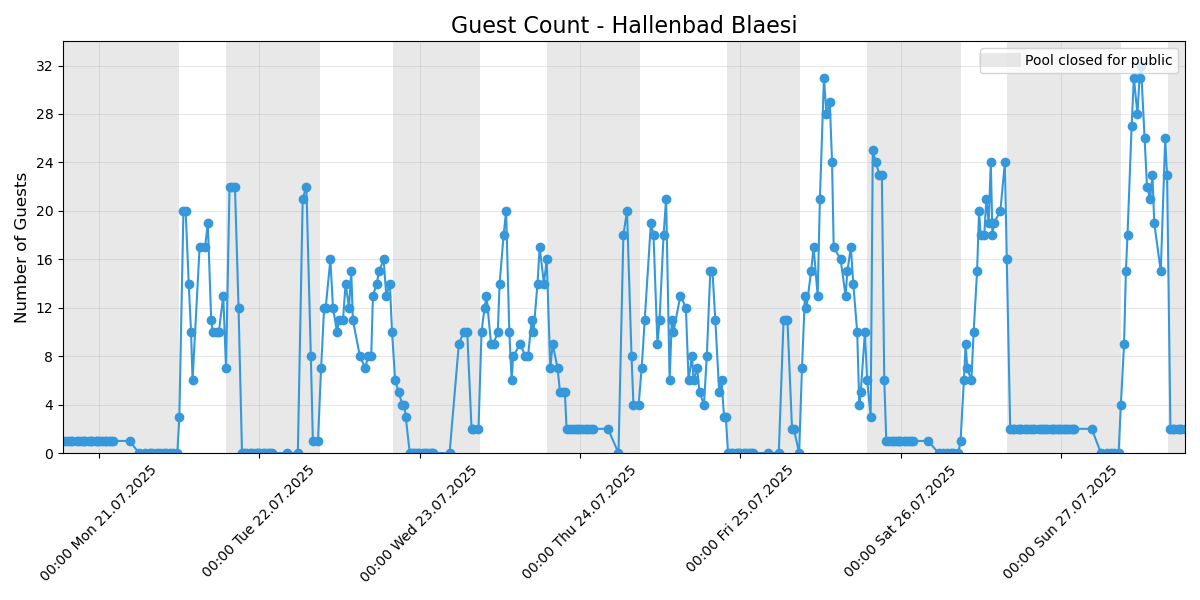 Guest Count - Hallenbad Blaesi
Pool closed for public
Number of Guests
32
28
24
20
16
12
8
4
0
00:00 Mon 21.07.2025
00:00 Tue 22.07.2025
00:00 Wed 23.07.2025
00:00 Thu 24.07.2025
00:00 Fri 25.07.2025
00:00 Sat 26.07.2025
00:00 Sun 27.07.2025